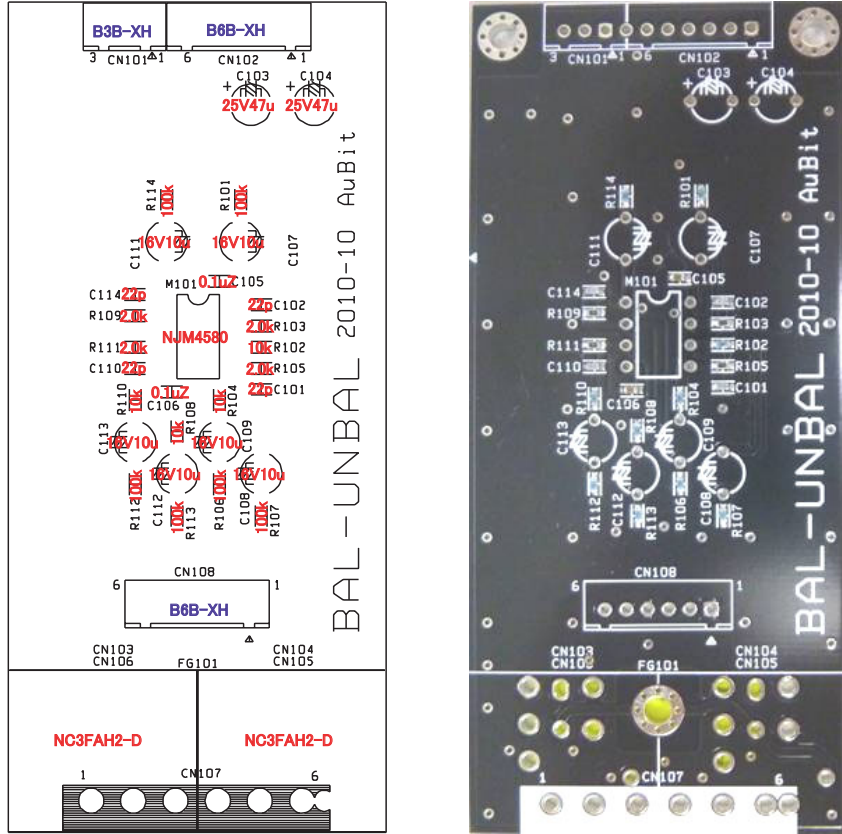 B3B-XH B6B-XH
3 CN101 1 6 CN102 1
C103 C104
+ +
25V47u 25V47u
R114 100k R101 100k
16V10u 16V10u
C111 C107
M101 0.1uZ C105
C114 22p 22p C102
R109 2.0k 2.0k R103
NJM4580
R111 2.0k 10k R102
C110 22p 2.0k R105
22p C101
0.1uZ
C106
R110 10k R108 10k R104 10k
C113 16V10u 16V10u C109
16V10u 16V10u
R112 100k C112 R106 100k C108
100k R113 100k R107
BAL-UNBAL 2010-10 AuBit
CN108
6 1
B6B-XH
CN103 CN104
CN106 CN105
FG101
NC3FAH2-D NC3FAH2-D
CN107
1 6
3 CN101 1 6 CN102 1
C103 C104
+ +
R114 R101
C111 C107
M101 C105
C114 C102
R109 R103
R111 R102
C110 R105
C101
C106
R110 R108 R104
C113 C109
R112 C112 R113 R106 C108 R107
BAL-UNBAL 2010-10 AuBit
CN108
6 1
CN103 CN104
CN105
FG101
CN107
1 6